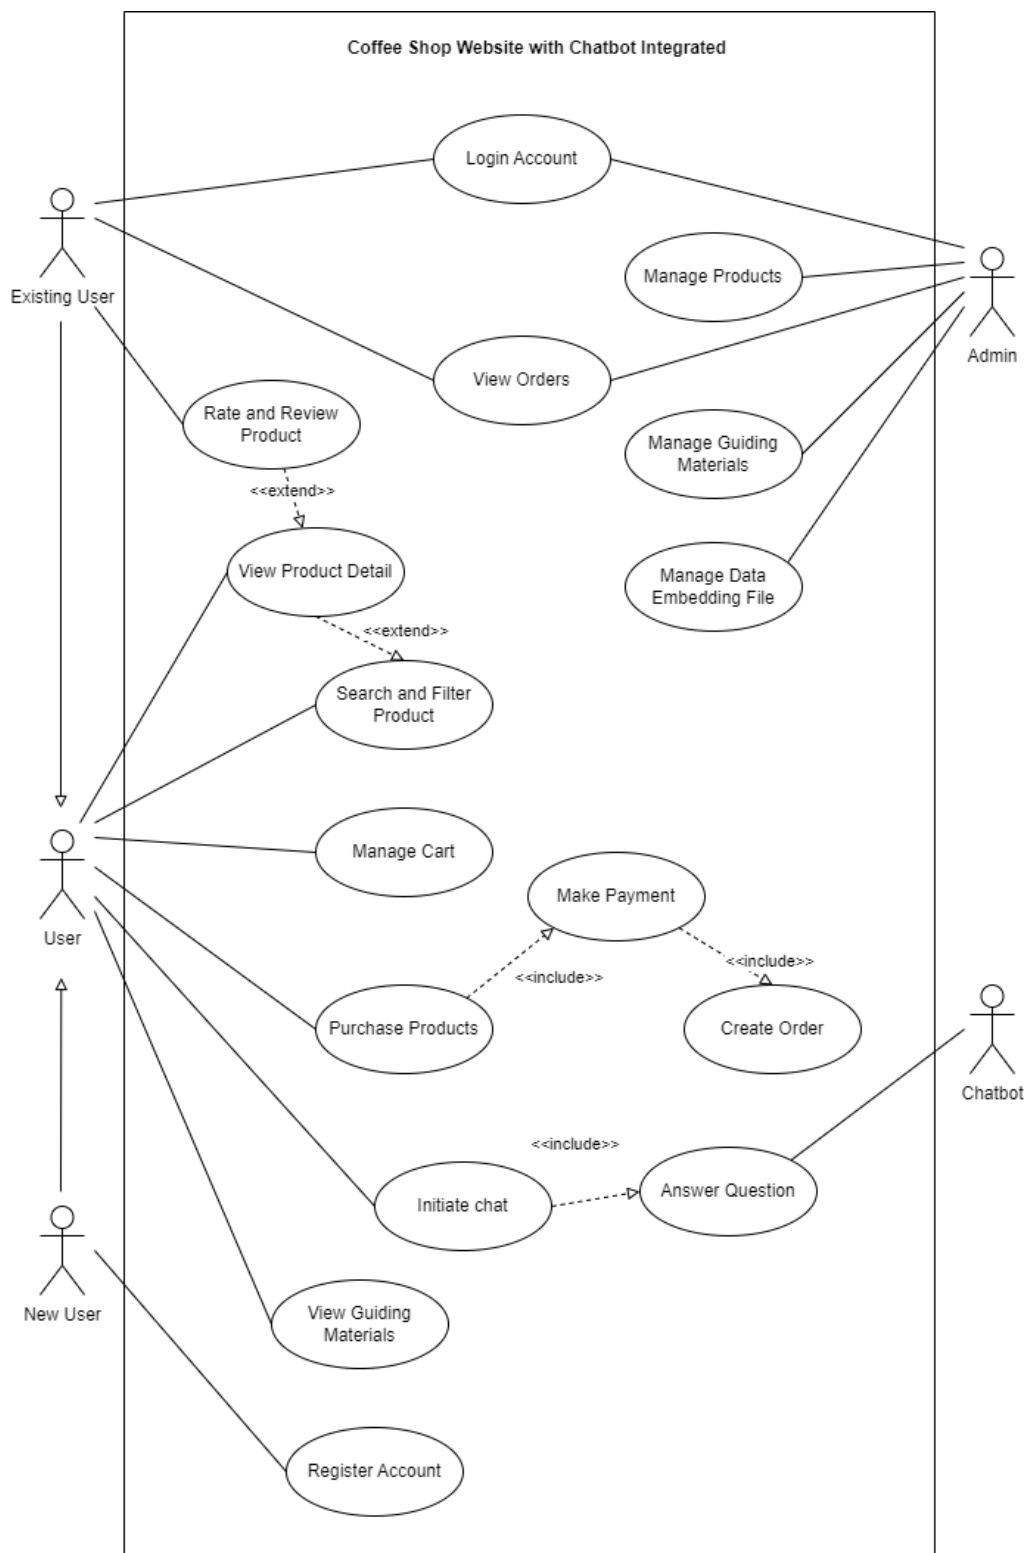 Coffee Shop Website with Chatbot Integrated
Login Account
Existing User
Manage Products
Admin
View Orders
Rate and Review
Product
Manage Guiding
Materials
<<extend>>
View Product Detail
Manage Data
Embedding File
<<extend>>
Search and Filter
Product
Manage Cart
Make Payment
User
<<include>>
<<include>>
Purchase Products
Create Order
Chatbot
<<include>>
Initiate chat
Answer Question
New User
View Guiding
Materials
Register Account